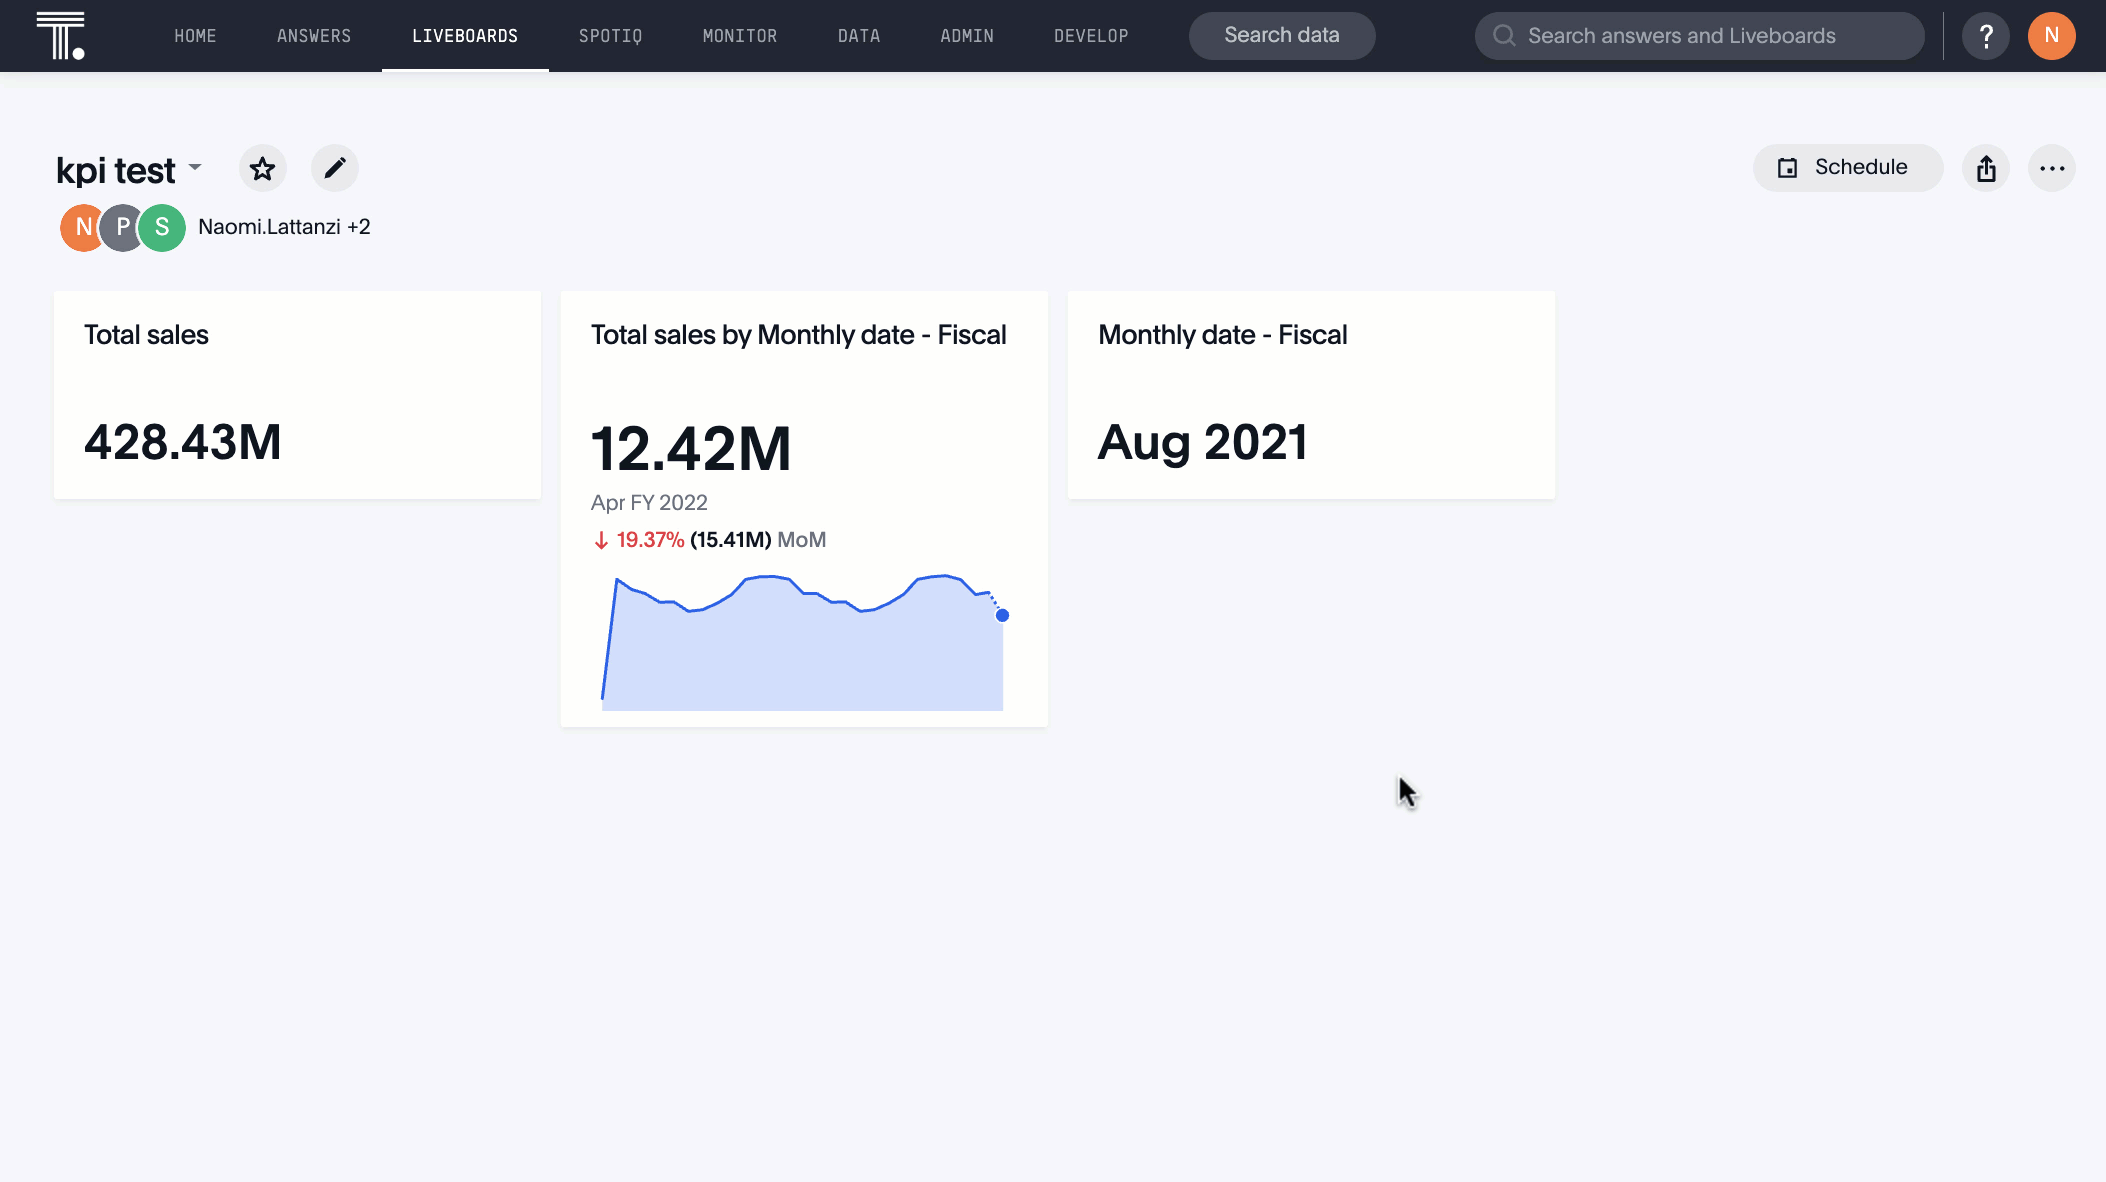 HOME ANSWERS LIVEBOARDS SPOTIQ MONITOR DATA ADMIN DEVELOP Search data Search answers and Liveboards ? N
kpi test Schedule
N P S Naomi.Lattanzi +2
Total sales
428.43M
Total sales by Monthly date - Fiscal
12.42M
Apr FY 2022
↓ 19.37% (15.41M) MoM
Monthly date - Fiscal
Aug 2021